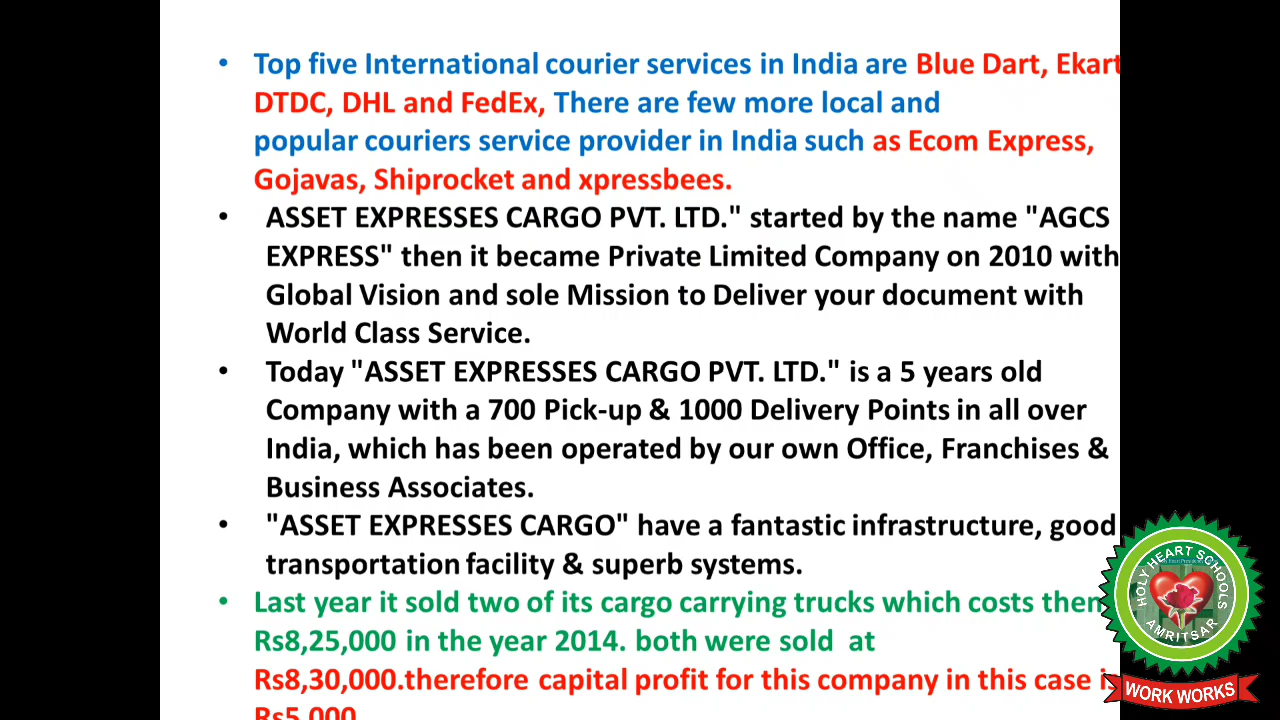 • Top five International courier services in India are Blue Dart, Ekart
DTDC, DHL and FedEx, There are few more local and
popular couriers service provider in India such as Ecom Express,
Gojavas, Shiprocket and xpressbees.
• ASSET EXPRESSES CARGO PVT. LTD." started by the name "AGCS
EXPRESS" then it became Private Limited Company on 2010 with
Global Vision and sole Mission to Deliver your document with
World Class Service.
• Today "ASSET EXPRESSES CARGO PVT. LTD." is a 5 years old
Company with a 700 Pick-up & 1000 Delivery Points in all over
India, which has been operated by our own Office, Franchises &
Business Associates.
• "ASSET EXPRESSES CARGO" have a fantastic infrastructure, good
transportation facility & superb systems.
• Last year it sold two of its cargo carrying trucks which costs them
Rs8,25,000 in the year 2014. both were sold at
Rs8,30,000.therefore capital profit for this company in this case is
Rs5,000
HOLY HEART SCHOOLS
AMRITSAR
WORK WORKS